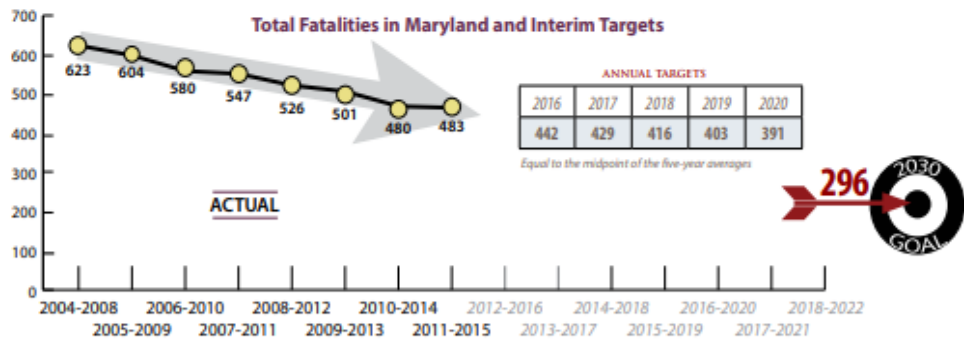 Total Fatalities in Maryland and Interim Targets
700
600
500
400
300
200
100
0
623
604
580
547
526
501
480
483
ACTUAL
ANNUAL TARGETS
2016 2017 2018 2019 2020
442 429 416 403 391
Equal to the midpoint of the five-year averages
296
2030
GOAL
2004-2008 2006-2010 2008-2012 2010-2014 2012-2016 2014-2018 2016-2020 2018-2022
2005-2009 2007-2011 2009-2013 2011-2015 2013-2017 2015-2019 2017-2021